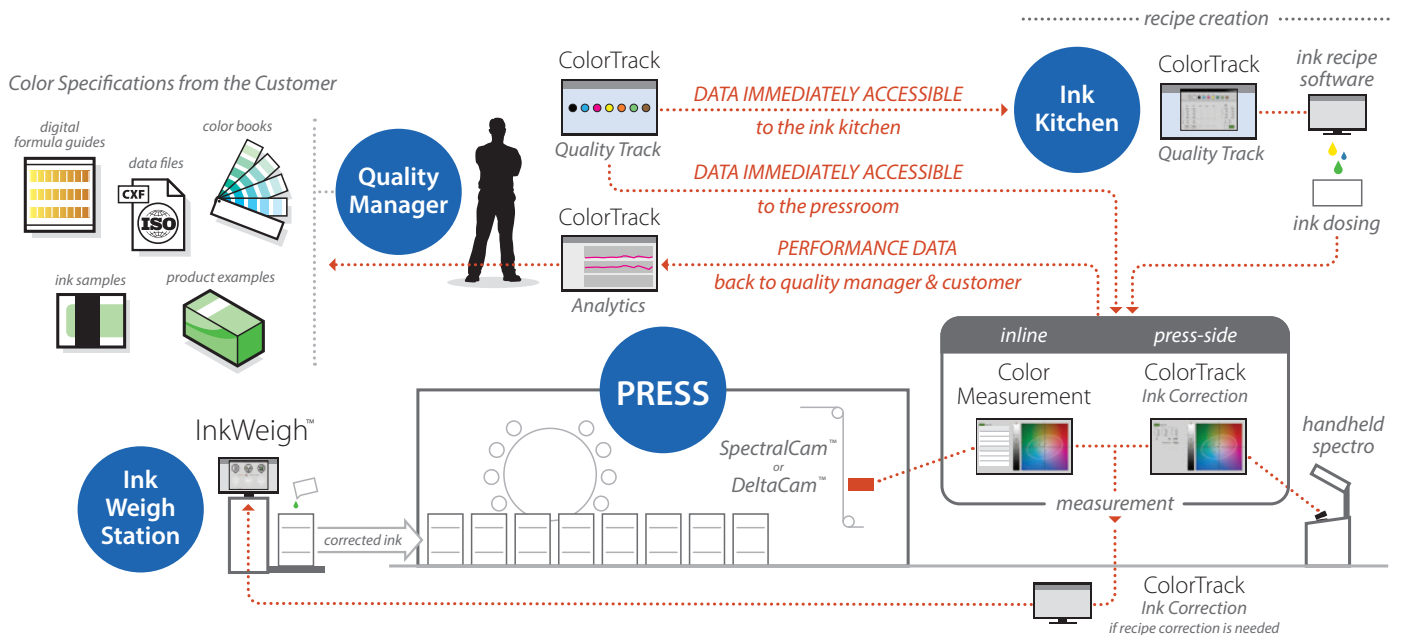 recipe creation
Color Specifications from the Customer
digital
formula guides
data files
color books
CXF
ISO
ink samples
product examples
Quality
Manager
ColorTrack
Quality Track
DATA IMMEDIATELY ACCESSIBLE
to the ink kitchen
DATA IMMEDIATELY ACCESSIBLE
to the pressroom
ColorTrack
Analytics
PERFORMANCE DATA
back to quality manager & customer
Ink
Kitchen
ColorTrack
Quality Track
ink recipe
software
ink dosing
PRESS
SpectralCam™
or
DeltaCam™
inline
press-side
Color
Measurement
ColorTrack
Ink Correction
measurement
handheld
spectro
InkWeigh™
Ink
Weigh
Station
corrected ink
ColorTrack
Ink Correction
if recipe correction is needed